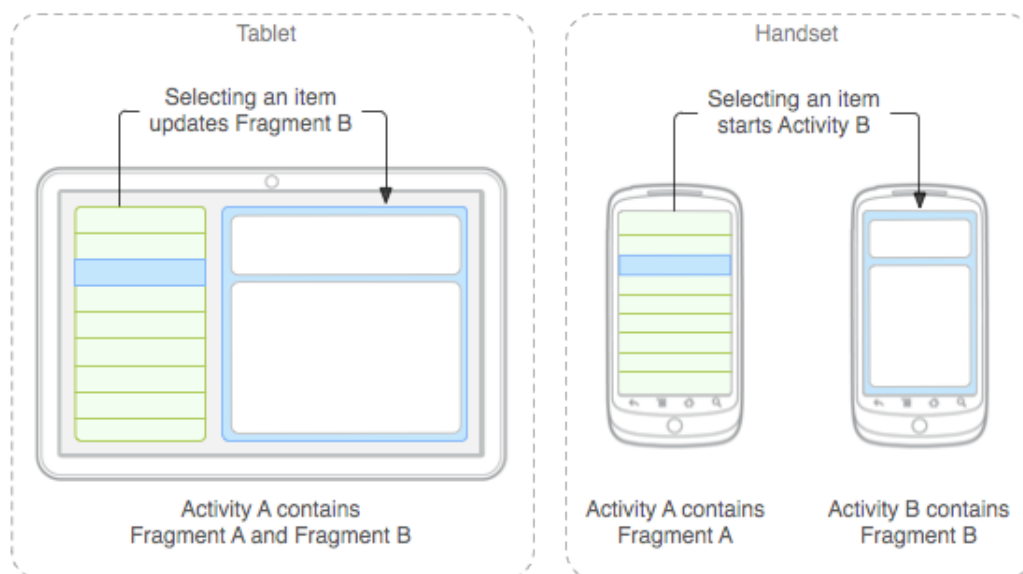 Tablet
Selecting an item
updates Fragment B
Activity A contains
Fragment A and Fragment B
Handset
Selecting an item
starts Activity B
Activity A contains
Fragment A
Activity B contains
Fragment B